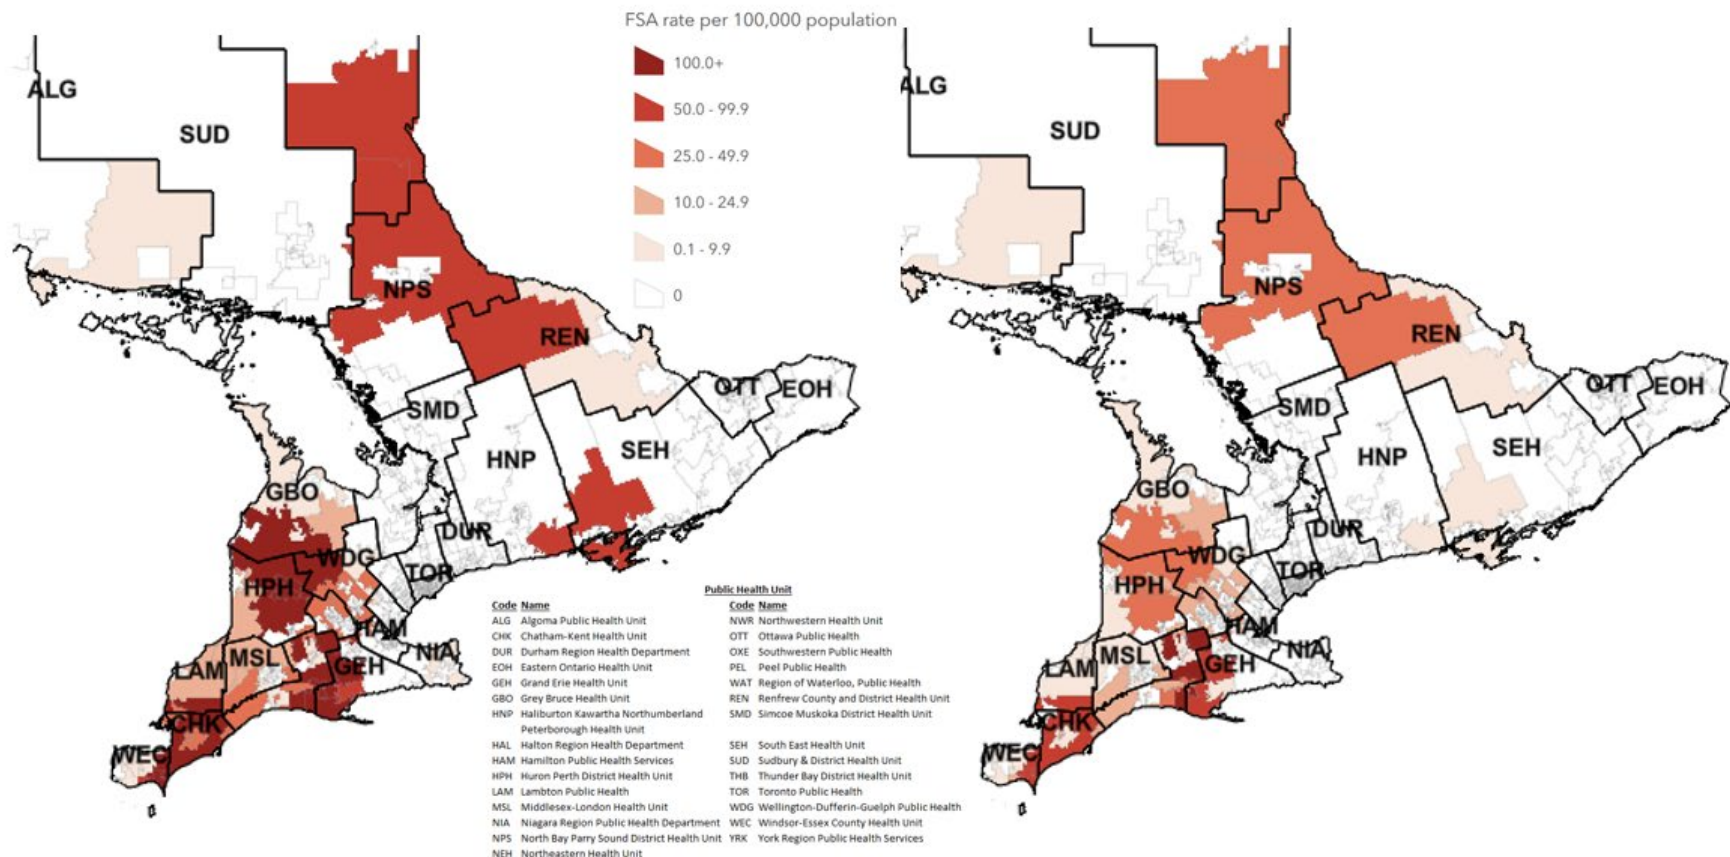 FSA rate per 100,000 population
100.0+
50.0 - 99.9
25.0 - 49.9
10.0 - 24.9
0.1 - 9.9
0
ALG
SUD
NPS
REN
SMD
OTT
EOH
HNP
SEH
GBO
DUR
WDG
TOR
HPH
HAM
MSL
GEH
NIA
LAM
CHK
WEC
ALG
SUD
NPS
REN
SMD
OTT
EOH
HNP
SEH
GBO
DUR
WDG
TOR
HPH
HAM
MSL
GEH
NIA
LAM
CHK
WEC
Public Health Unit
Code Name
ALG Algoma Public Health Unit
CHK Chatham-Kent Health Unit
DUR Durham Region Health Department
EOH Eastern Ontario Health Unit
GEH Grand Erie Health Unit
GBO Grey Bruce Health Unit
HNP Haliburton Kawartha Northumberland
Peterborough Health Unit
HAL Halton Region Health Department
HAM Hamilton Public Health Services
HPH Huron Perth District Health Unit
LAM Lambton Public Health
MSL Middlesex-London Health Unit
NIA Niagara Region Public Health Department
NPS North Bay Parry Sound District Health Unit
NEH Northeastern Health Unit
Code Name
NWR Northwestern Health Unit
OTT Ottawa Public Health
OXE Southwestern Public Health
PEL Peel Public Health
WAT Region of Waterloo, Public Health
REN Renfrew County and District Health Unit
SMD Simcoe Muskoka District Health Unit
SEH South East Health Unit
SUD Sudbury & District Health Unit
THB Thunder Bay District Health Unit
TOR Toronto Public Health
WDG Wellington-Dufferin-Guelph Public Health
WEC Windsor-Essex County Health Unit
YRK York Region Public Health Services